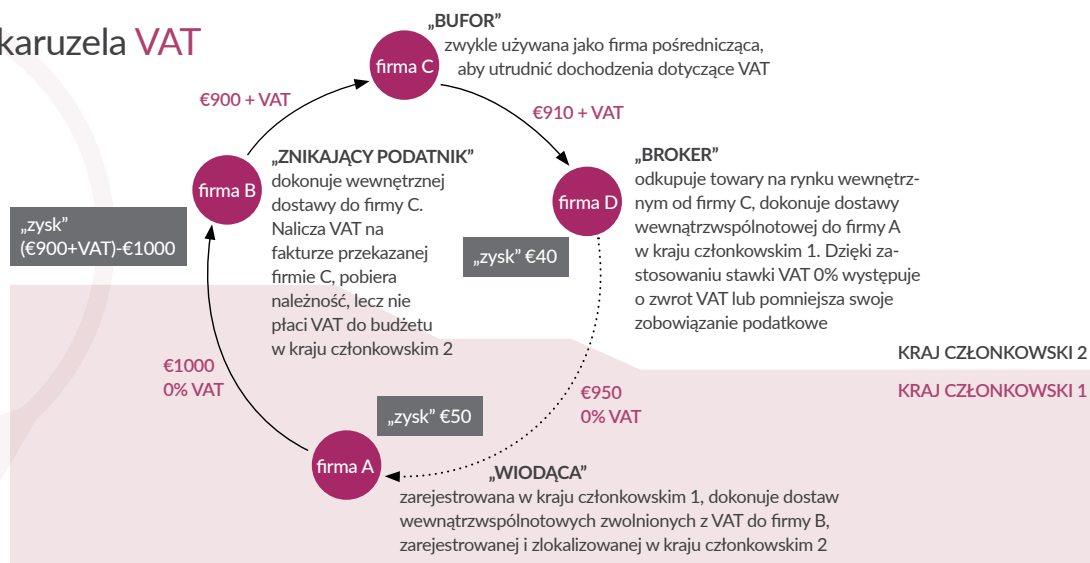 karuzela VAT
„BUFOR”
zwykle używana jako firma pośrednicząca,
aby utrudnić dochodzenia dotyczące VAT
firma C
€900 + VAT
€910 + VAT
„ZNIKAJĄCY PODATNIK”
dokonuje wewnętrznej
dostawy do firmy C.
Nalicza VAT na
fakturze przekazanej
firmie C, pobiera
należność, lecz nie
płaci VAT do budżetu
w kraju członkowskim 2
firma B
„zysk”
(€900+VAT)-€1000
„BROKER”
odkupuje towary na rynku wewnętrz-
nym od firmy C, dokonuje dostawy
wewnątrzwspólnotowej do firmy A
w kraju członkowskim 1. Dzięki za-
stosowaniu stawki VAT 0% występuje
o zwrot VAT lub pomniejsza swoje
zobowiązanie podatkowe
firma D
„zysk” €40
KRAJ CZŁONKOWSKI 2
KRAJ CZŁONKOWSKI 1
€1000
0% VAT
€950
0% VAT
„zysk” €50
firma A
„WIODĄCA”
zarejestrowana w kraju członkowskim 1, dokonuje dostaw
wewnątrzwspólnotowych zwolnionych z VAT do firmy B,
zarejestrowanej i zlokalizowanej w kraju członkowskim 2